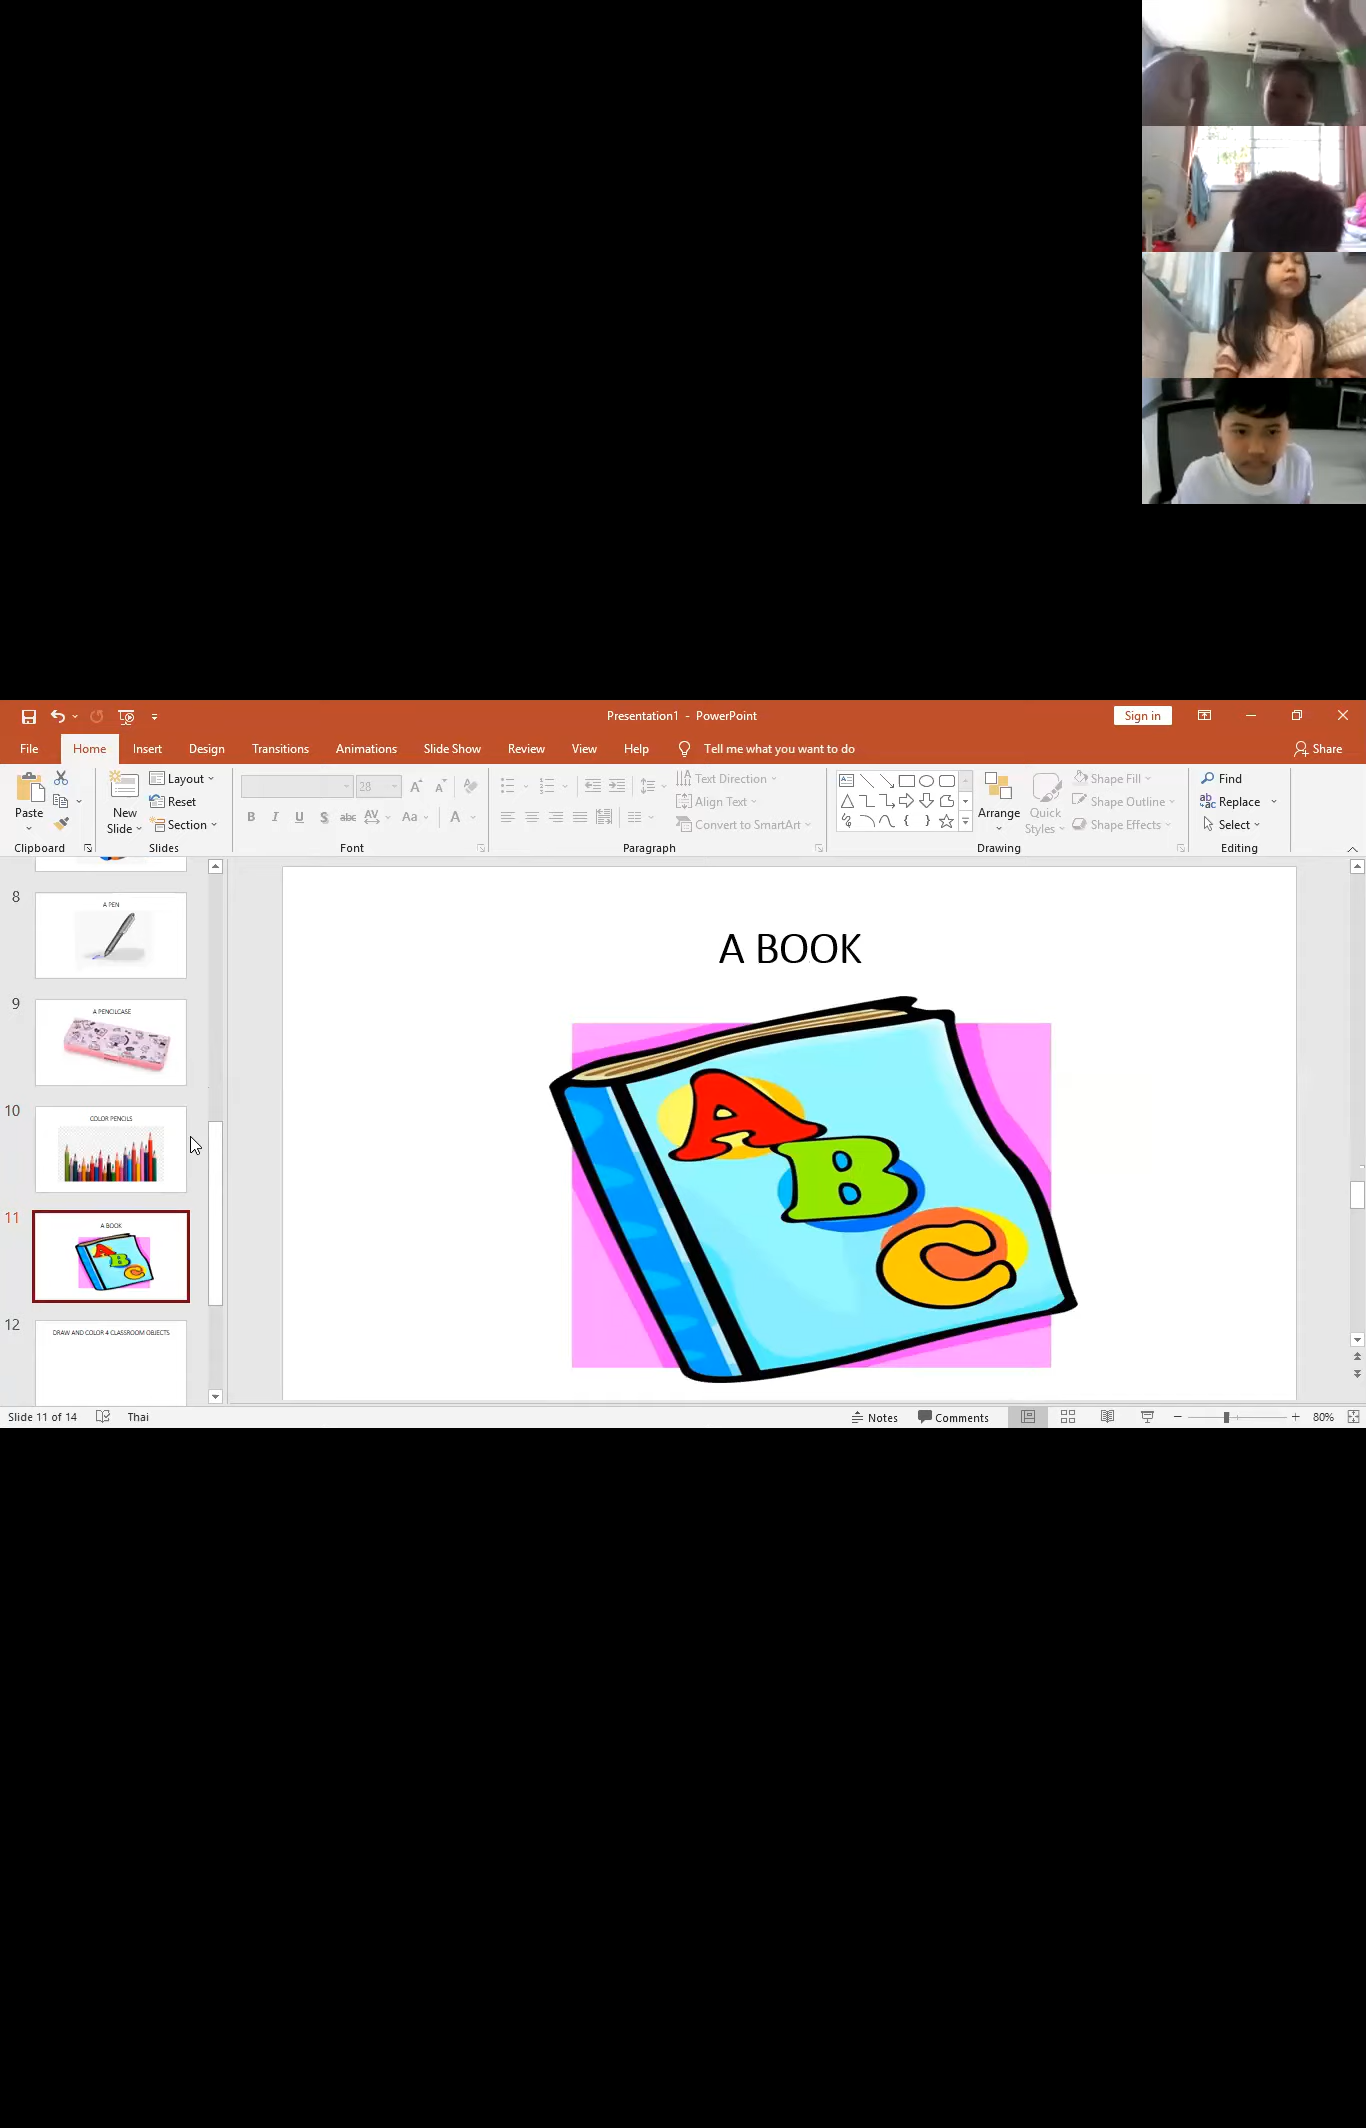 Presentation1 - PowerPoint
Sign in
File Home Insert Design Transitions Animations Slide Show Review View Help Tell me what you want to do Share
Paste
Clipboard
New Slide
Layout
Reset
Section
Slides
28
B I U S abc AV Aa A
Font
Text Direction
Align Text
Convert to SmartArt
Paragraph
Arrange
Quick Styles
Shape Fill
Shape Outline
Shape Effects
Drawing
Find
Replace
Select
Editing
8
A PEN
9
A PENCILCASE
10
COLOR PENCILS
11
A BOOK
A
B
C
12
DRAW AND COLOR 4 CLASSROOM OBJECTS
A BOOK
A
B
C
Slide 11 of 14 Thai Notes Comments 80%